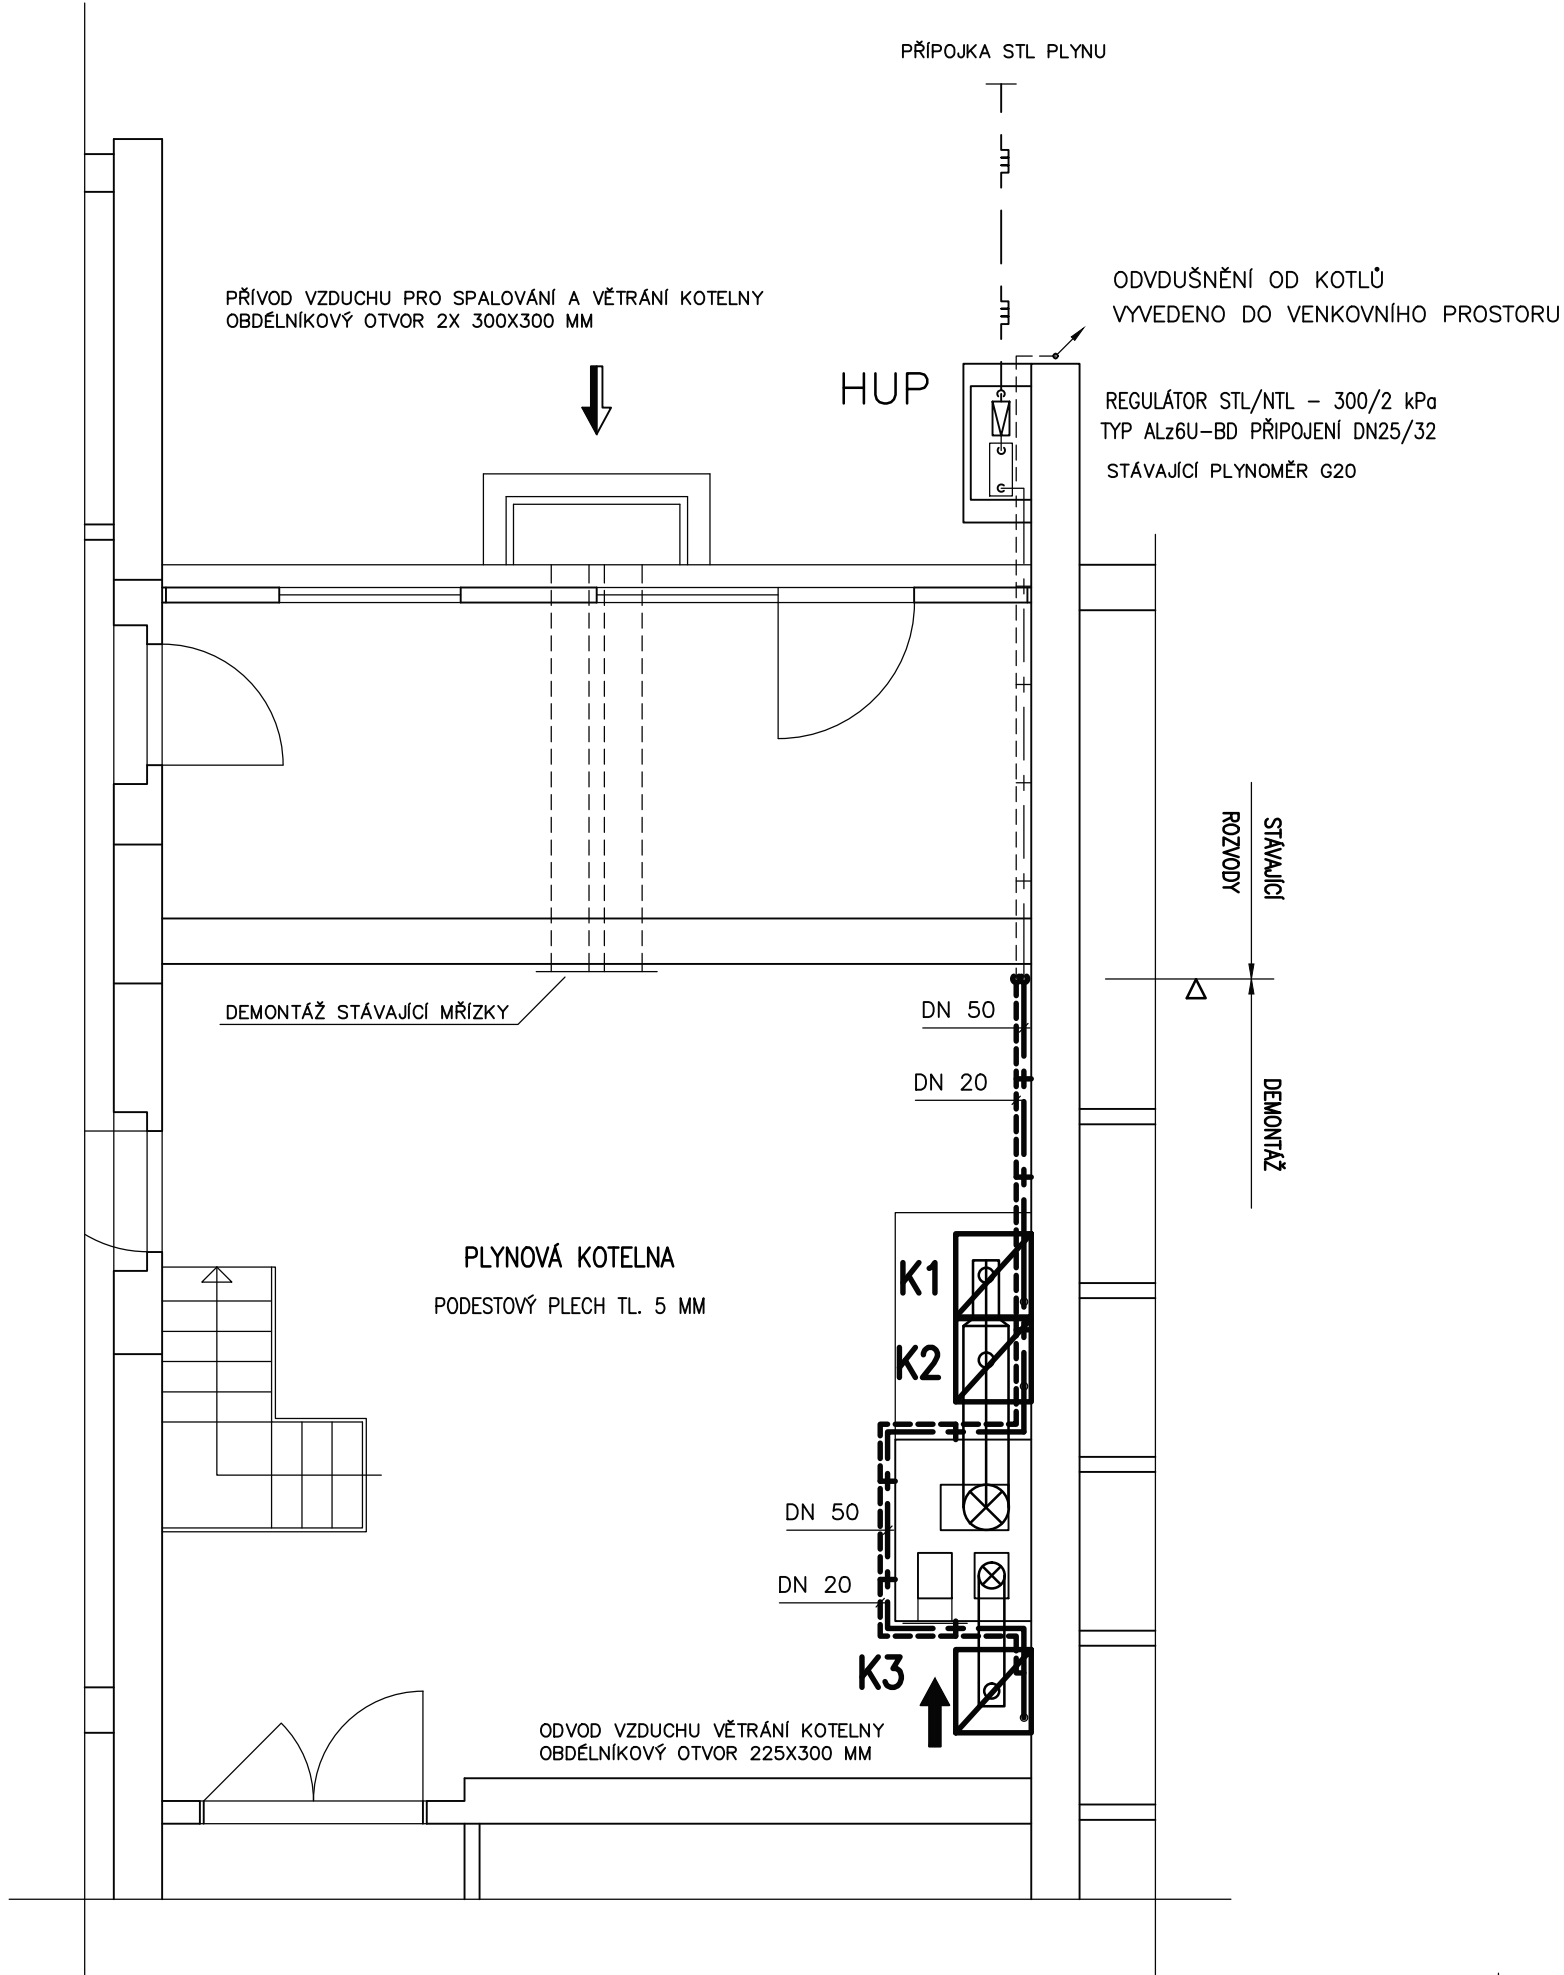 PŘÍPOJKA STL PLYNU
ODVDUŠNĚNÍ OD KOTLŮ
VYVEDENO DO VENKOVNÍHO PROSTORU
PŘÍVOD VZDUCHU PRO SPALOVÁNÍ A VĚTRÁNÍ KOTELNY
OBDÉLNÍKOVÝ OTVOR 2X 300X300 MM
HUP
REGULÁTOR STL/NTL – 300/2 kPa
TYP ALz6U–BD PŘIPOJENÍ DN25/32
STÁVAJÍCÍ PLYNOMĚR G20
STÁVAJÍCÍ
ROZVODY
DEMONTÁŽ STÁVAJÍCÍ MŘÍZKY
DN 50
DN 20
DEMONTÁŽ
PLYNOVÁ KOTELNA
PODESTOVÝ PLECH TL. 5 MM
K1
K2
DN 50
DN 20
K3
ODVOD VZDUCHU VĚTRÁNÍ KOTELNY
OBDÉLNÍKOVÝ OTVOR 225X300 MM